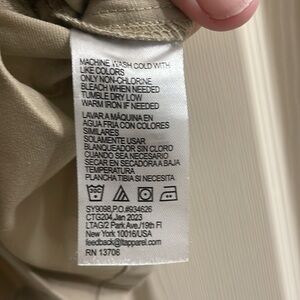 MACHINE WASH COLD WITH
LIKE COLORS
ONLY NON-CHLORINE
BLEACH WHEN NEEDED
TUMBLE DRY LOW
WARM IRON IF NEEDED
LAVAR A MÁQUINA EN
AGUA FRIA CON COLORES
SIMILARES
SOLAMENTE USAR
BLANQUEADOR SIN CLORO
CUANDO SEA NECESARIO
SECAR EN SECADORA A BAJA
TEMPERATURA
PLANCHA TIBIA SI NECESITA
SY9098,P.O.#934626
CTG204,Jan 2023
LTAG/2 Park Ave./19th Fl
New York 10016/USA
feedback@ltapparel.com
RN 13706